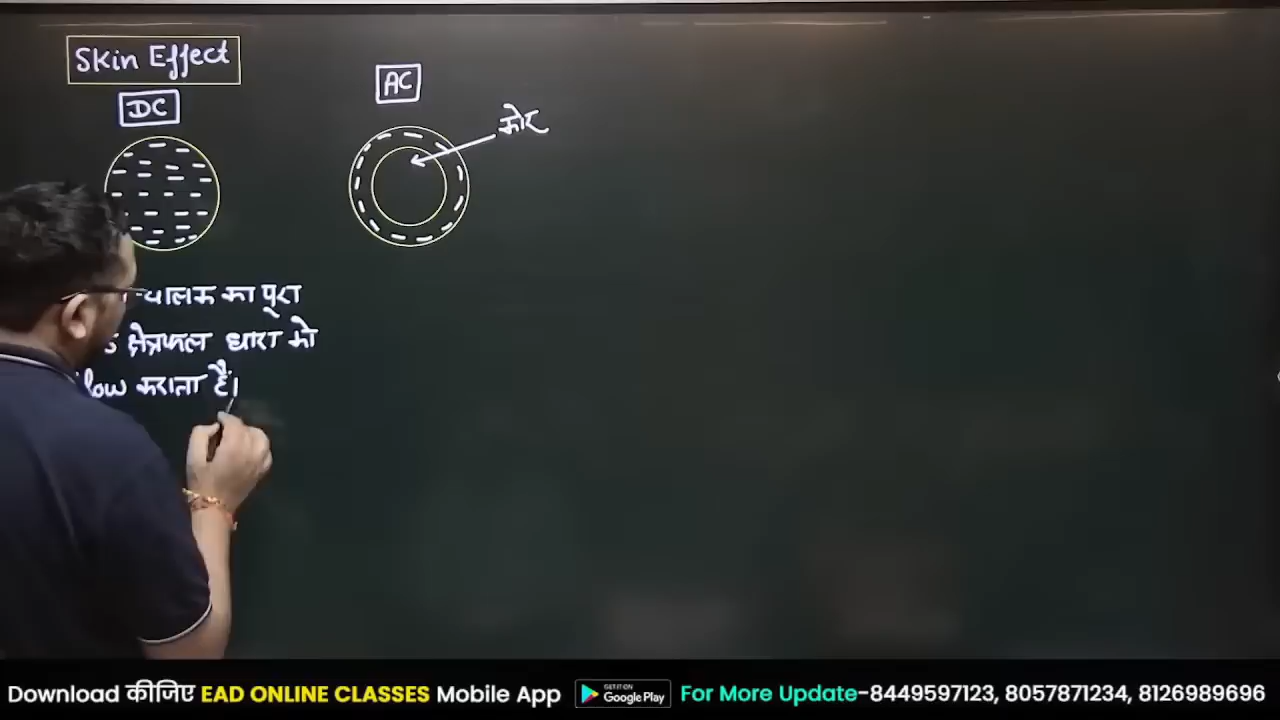 Skin Effect
DC
AC
कोर
चालक का पूरा
क्षेत्रफल धारा को
low कराता है।
Download कीजिए EAD ONLINE CLASSES Mobile App
GET IT ON
Google Play
For More Update-8449597123, 8057871234, 8126989696